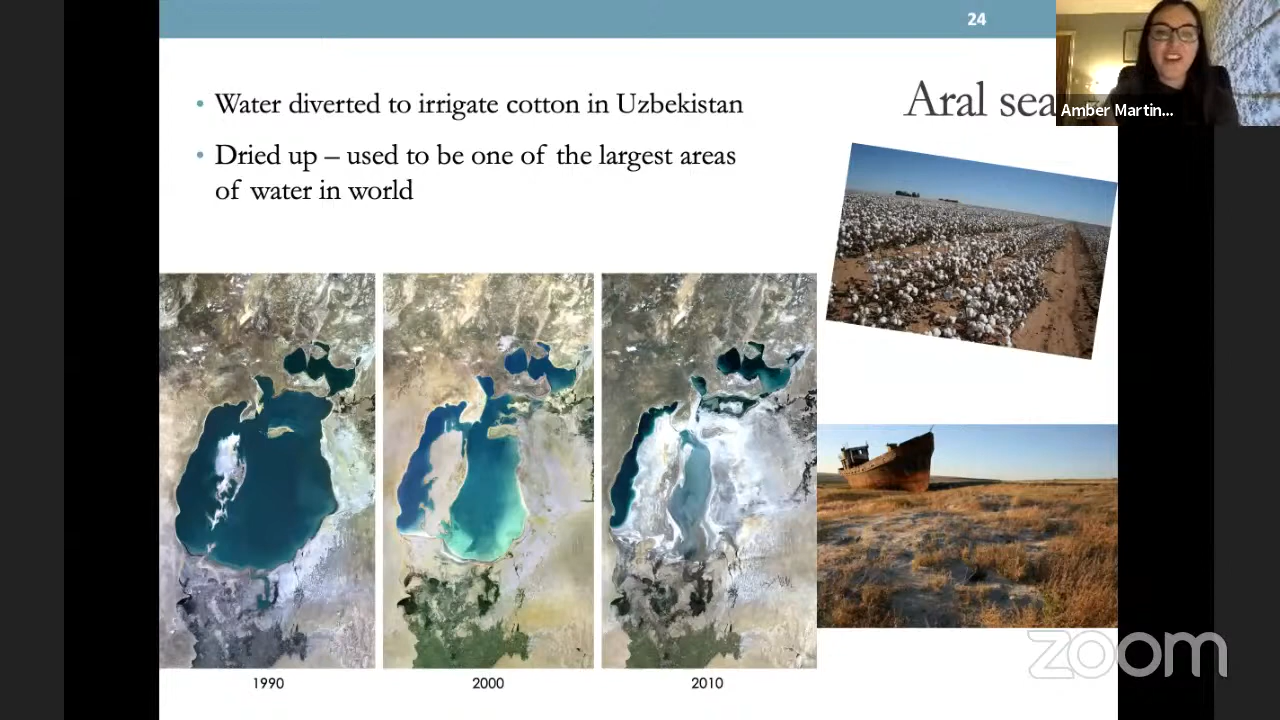 24
Aral sea
Amber Martin...
• Water diverted to irrigate cotton in Uzbekistan
• Dried up – used to be one of the largest areas
of water in world
1990
2000
2010
zoom